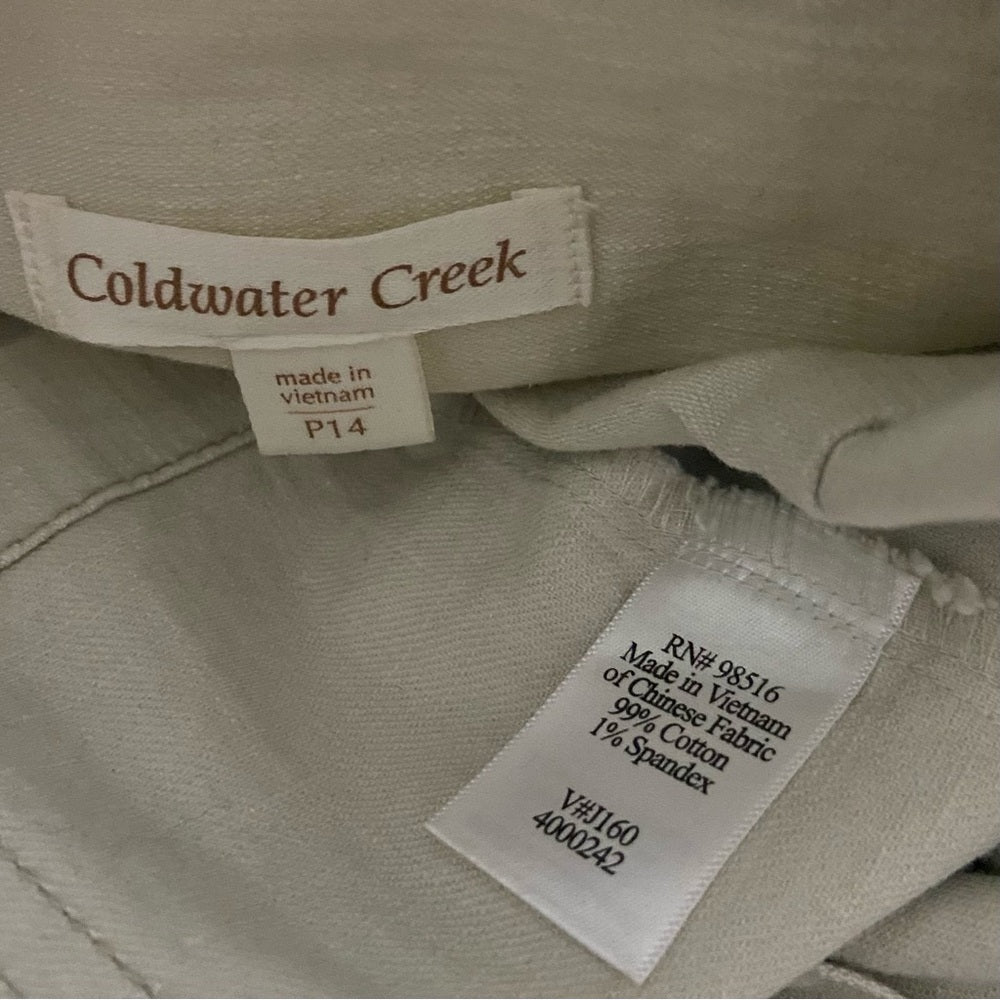 Coldwater Creek
made in
vietnam
P14
RN# 98516
Made in Vietnam
of Chinese Fabric
99% Cotton
1% Spandex
V#J160
4000242